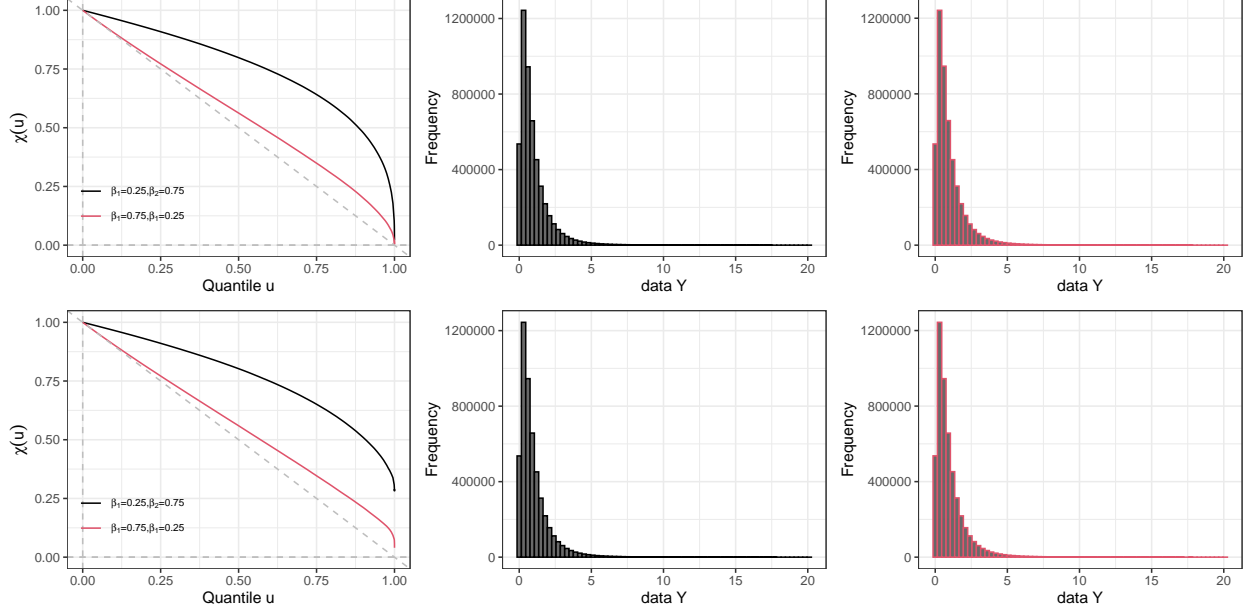 1.00
0.75
0.50
0.25
0.00
χ(u)
β₁=0.25,β₂=0.75
β₁=0.75,β₁=0.25
0.00 0.25 0.50 0.75 1.00
Quantile u
1200000
800000
400000
0
Frequency
0 5 10 15 20
data Y
1200000
800000
400000
0
Frequency
0 5 10 15 20
data Y
1.00
0.75
0.50
0.25
0.00
χ(u)
β₁=0.25,β₂=0.75
β₁=0.75,β₁=0.25
0.00 0.25 0.50 0.75 1.00
Quantile u
1200000
800000
400000
0
Frequency
0 5 10 15 20
data Y
1200000
800000
400000
0
Frequency
0 5 10 15 20
data Y